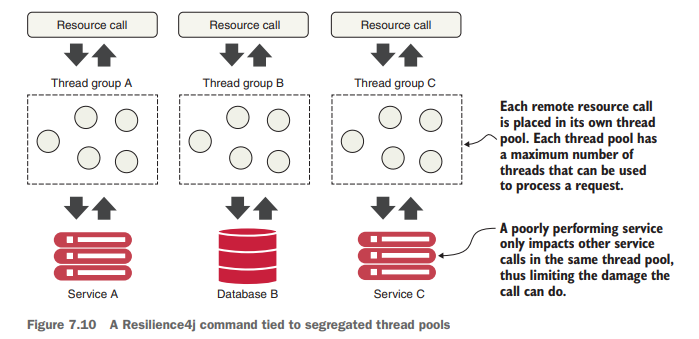 Resource call
Resource call
Resource call
Thread group A
Thread group B
Thread group C
Each remote resource call
is placed in its own thread
pool. Each thread pool has
a maximum number of
threads that can be used
to process a request.
A poorly performing service
only impacts other service
calls in the same thread pool,
thus limiting the damage the
call can do.
Service A
Database B
Service C
Figure 7.10 A Resilience4j command tied to segregated thread pools